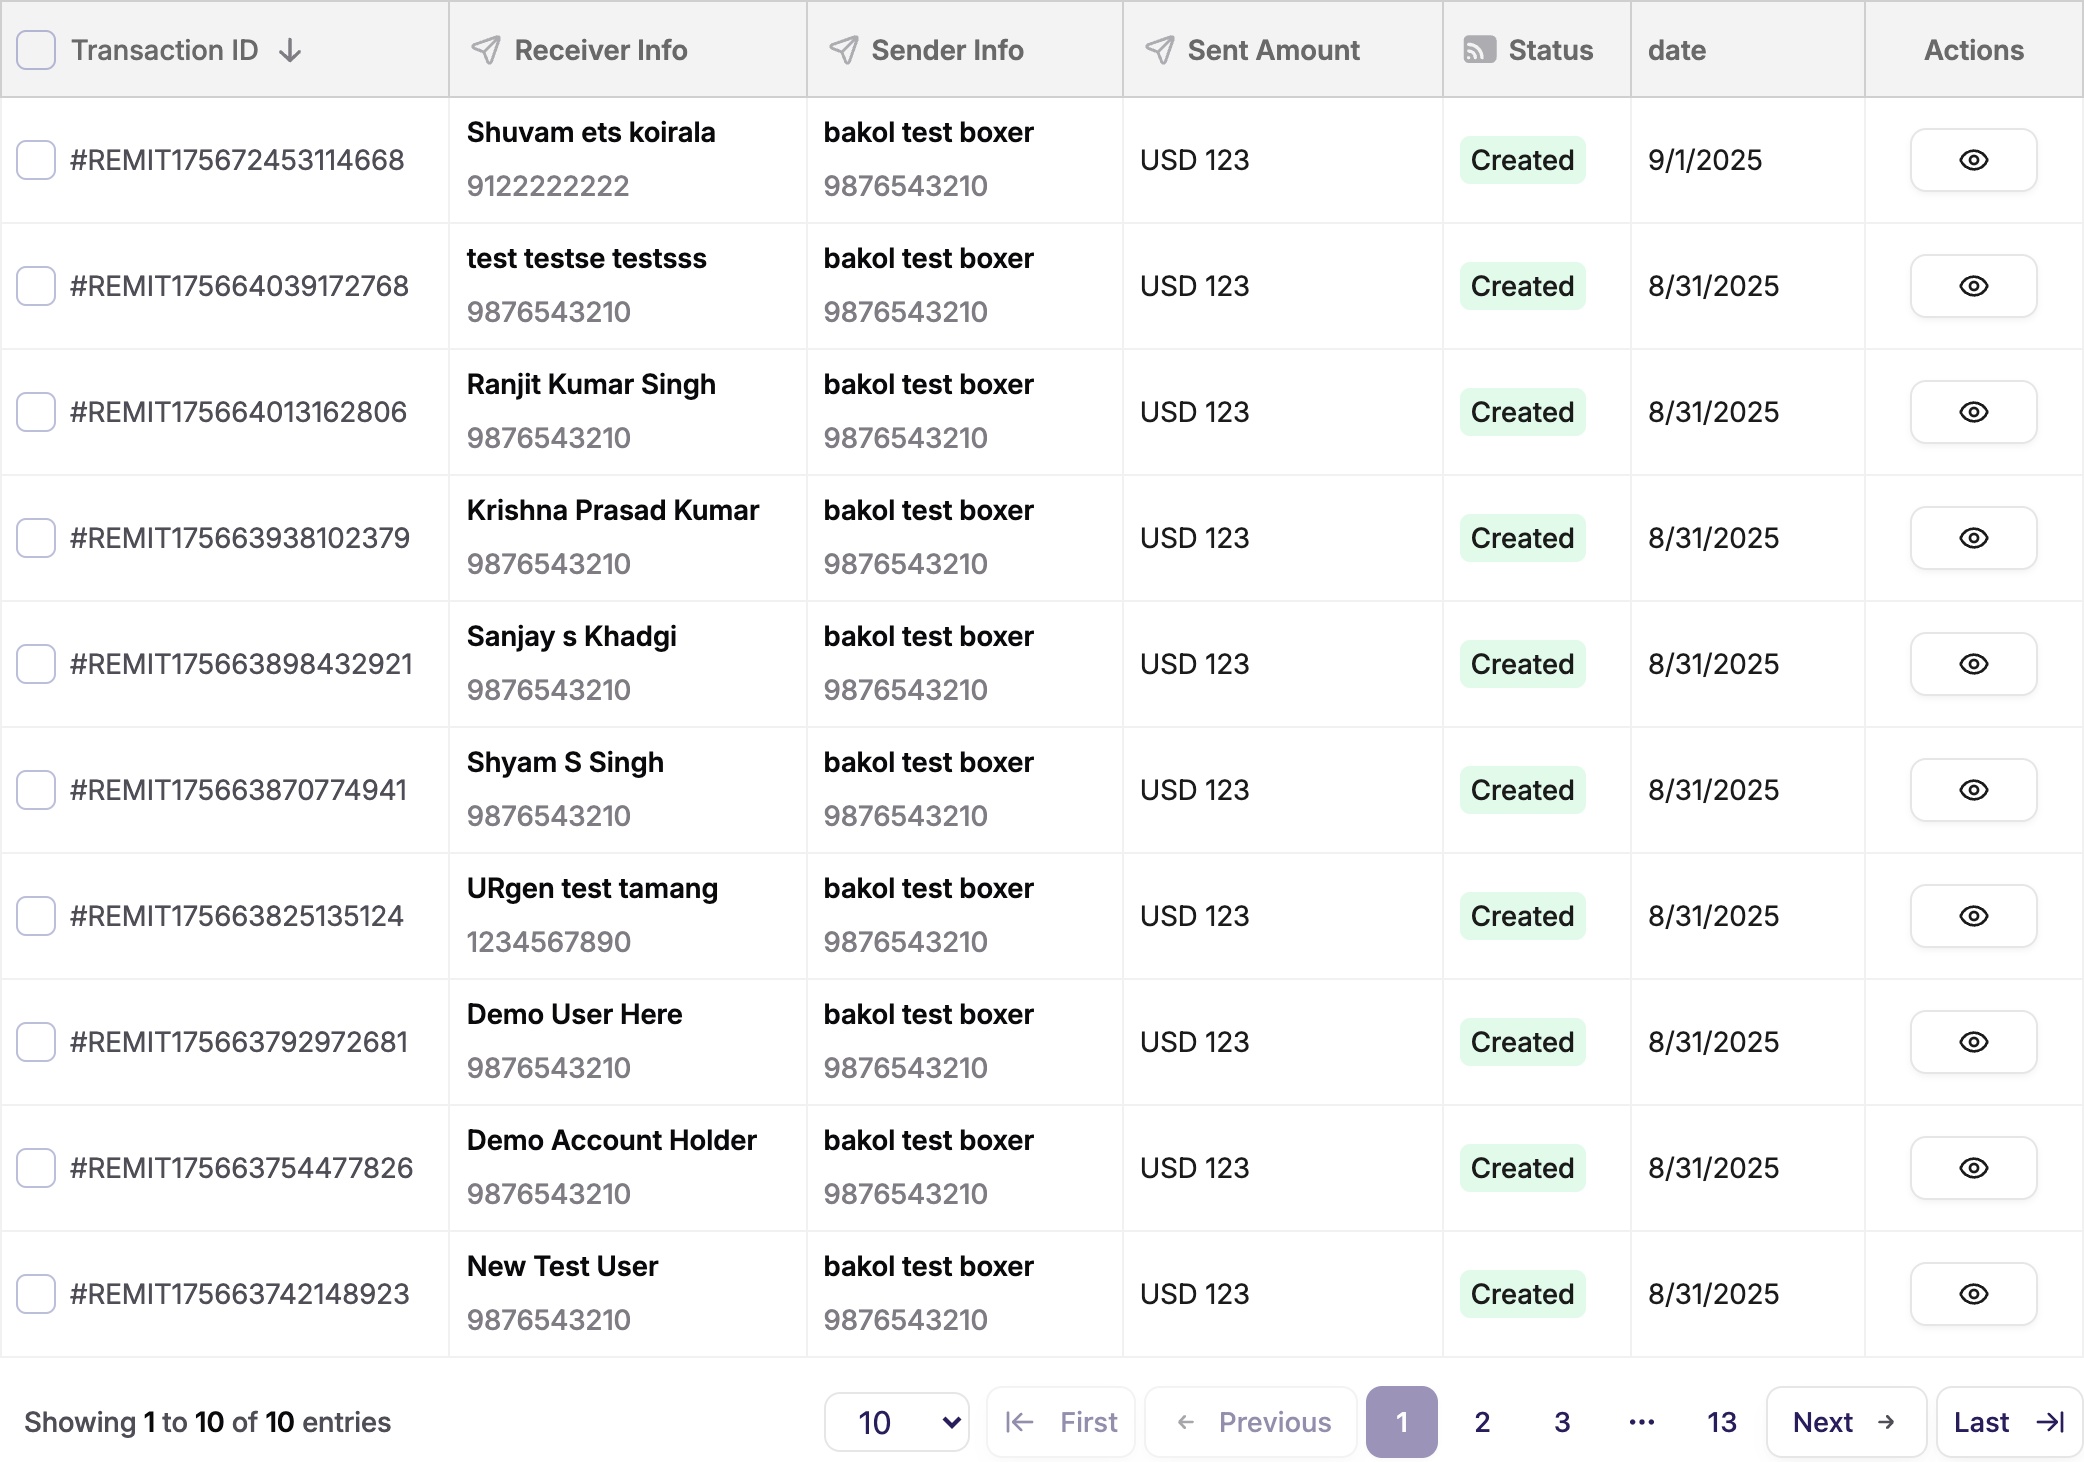 Transaction ID Receiver Info Sender Info Sent Amount Status date Actions
Shuvam ets koirala bakol test boxer
#REMIT175672453114668 USD 123 Created 9/1/2025
9122222222 9876543210
test testse testsss bakol test boxer
#REMIT175664039172768 USD 123 Created 8/31/2025
9876543210 9876543210
Ranjit Kumar Singh bakol test boxer
#REMIT175664013162806 USD 123 Created 8/31/2025
9876543210 9876543210
Krishna Prasad Kumar bakol test boxer
#REMIT175663938102379 USD 123 Created 8/31/2025
9876543210 9876543210
Sanjay s Khadgi bakol test boxer
#REMIT175663898432921 USD 123 Created 8/31/2025
9876543210 9876543210
Shyam S Singh bakol test boxer
#REMIT175663870774941 USD 123 Created 8/31/2025
9876543210 9876543210
URgen test tamang bakol test boxer
#REMIT175663825135124 USD 123 Created 8/31/2025
1234567890 9876543210
Demo User Here bakol test boxer
#REMIT175663792972681 USD 123 Created 8/31/2025
9876543210 9876543210
Demo Account Holder bakol test boxer
#REMIT175663754477826 USD 123 Created 8/31/2025
9876543210 9876543210
New Test User bakol test boxer
#REMIT175663742148923 USD 123 Created 8/31/2025
9876543210 9876543210
Showing 1 to 10 of 10 entries 10 First Previous 1 2 3 ... 13 Next Last